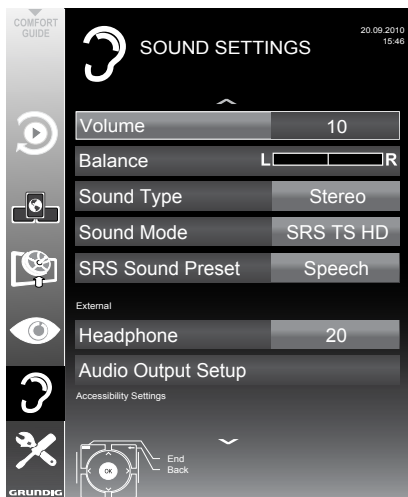 COMFORT
GUIDE
SOUND SETTINGS
20.09.2010
15:46
Volume 10
Balance L R
Sound Type Stereo
Sound Mode SRS TS HD
SRS Sound Preset Speech
External
Headphone 20
Audio Output Setup
Accessibility Settings
OK
End
Back
GRUNDIG